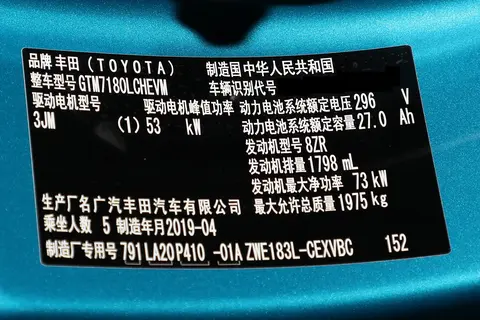 品牌 丰田（TOYOTA） 制造国 中华人民共和国
整车型号 GTM7180LCHEVM 车辆识别代号
驱动电机型号 驱动电机峰值功率 动力电池系统额定电压 296 V
3JM (1) 53 kW 动力电池系统额定容量 27.0 Ah
发动机型号 8ZR
发动机排量 1798 mL
发动机最大净功率 73 kW
生产厂名 广汽丰田汽车有限公司 最大允许总质量 1975 kg
乘坐人数 5 制造年月 2019-04
制造厂专用号 791 LA20 P410 -01A ZWE183L-CEXVBC 152